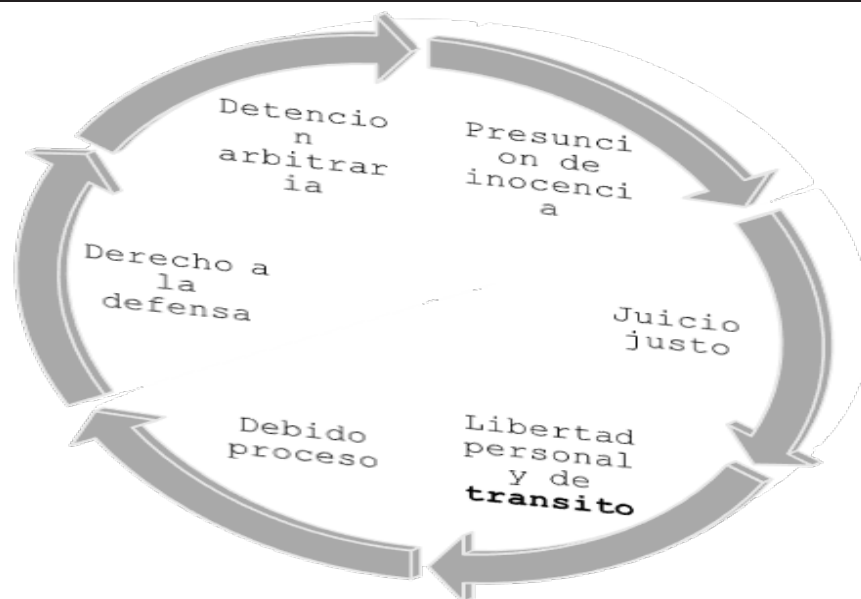 Detencio
n
arbitrar
ia
Presunci
on de
inocenci
a
Juicio
justo
Libertad
personal
y de
transito
Debido
proceso
Derecho a
la
defensa